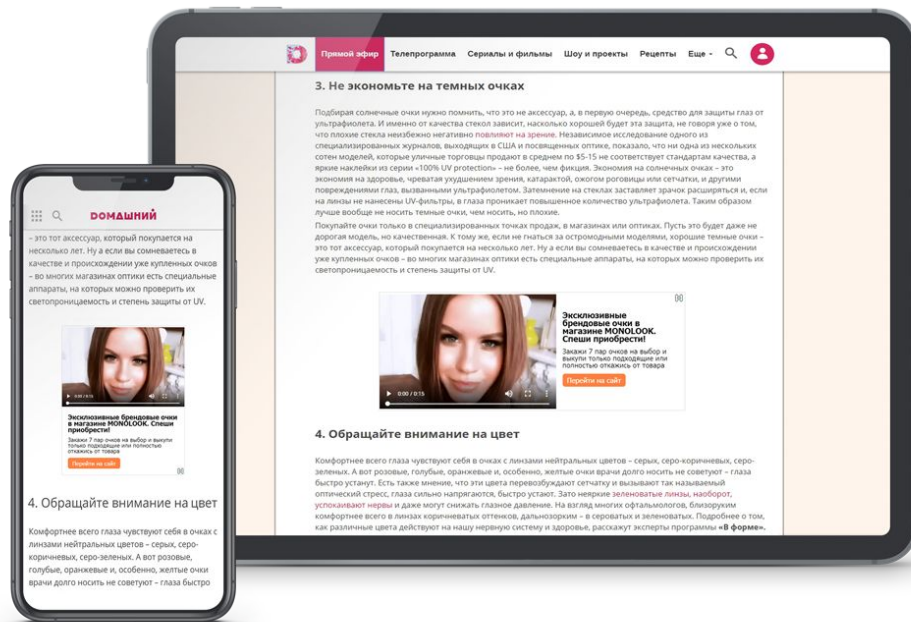 Прямой эфир Телепрограмма Сериалы и фильмы Шоу и проекты Рецепты Еще
3. Не экономьте на темных очках
Подбирая солнечные очки нужно помнить, что это не аксессуар, а, в первую очередь, средство для защиты глаз от
ультрафиолета. И именно от качества стекол зависит, насколько хорошей будет эта защита, не говоря уже о том,
что плохие стекла неизбежно негативно повлияют на зрение. Независимое исследование одного из
специализированных журналов, выходящих в США и посвященных оптике, показало, что ни одна из нескольких
сотен моделей, которые уличные торговцы продают в среднем по $5-15 не соответствует стандартам качества, а
яркие наклейки из серии «100% UV protection» – не более, чем фикция. Экономия на солнечных очках – это
экономия на здоровье, чреватая ухудшением зрения, катарактой, ожогом роговицы или сетчатки, и другими
повреждениями глаз, вызванными ультрафиолетом. Затемнение на стеклах заставляет зрачок расширяться и, если
на линзы не нанесены UV-фильтры, в глаза проникает повышенное количество ультрафиолета. Таким образом
лучше вообще не носить темные очки, чем носить, но плохие.
Покупайте очки только в специализированных точках продаж, в магазинах или оптиках. Пусть это будет даже не
дорогая модель, но качественная. К тому же, если не гнаться за остромодными моделями, хорошие темные очки –
это тот аксессуар, который покупается на несколько лет. Ну а если вы сомневаетесь в качестве и происхождении
уже купленных очков – во многих магазинах оптики есть специальные аппараты, на которых можно проверить их
светопроницаемость и степень защиты от UV.
0:00 / 0:15
Эксклюзивные
брендовые очки в
магазине MONOLOOK.
Спеши приобрести!
Закажи 7 пар очков на выбор и
выкупи только подходящие или
полностью откажись от товара
Перейти на сайт
4. Обращайте внимание на цвет
Комфортнее всего глаза чувствуют себя в очках с линзами нейтральных цветов – серых, серо-коричневых, серо-
зеленых. А вот розовые, голубые, оранжевые и, особенно, желтые очки врачи долго носить не советуют – глаза
быстро устанут. Есть также мнение, что эти цвета перевозбуждают сетчатку и вызывают так называемый
оптический стресс, глаза сильно напрягаются, быстро устают. Зато неяркие зеленоватые линзы, наоборот,
успокаивают нервы и даже могут снижать глазное давление. На взгляд многих офтальмологов, близоруким
комфортнее всего в линзах коричневатых оттенков, дальнозорким – в сероватых и зеленоватых. Подробнее о том,
как различные цвета действуют на нашу нервную систему и здоровье, расскажут эксперты программы «В форме».
DОМАШНИЙ
– это тот аксессуар, который покупается на
несколько лет. Ну а если вы сомневаетесь в
качестве и происхождении уже купленных очков
– во многих магазинах оптики есть специальные
аппараты, на которых можно проверить их
светопроницаемость и степень защиты от UV.
0:00 / 0:15
Эксклюзивные брендовые очки
в магазине MONOLOOK. Спеши
приобрести!
Закажи 7 пар очков на выбор и выкупи
только подходящие или полностью
откажись от товара
Перейти на сайт
4. Обращайте внимание на цвет
Комфортнее всего глаза чувствуют себя в очках с
линзами нейтральных цветов – серых, серо-
коричневых, серо-зеленых. А вот розовые,
голубые, оранжевые и, особенно, желтые очки
врачи долго носить не советуют – глаза быстро